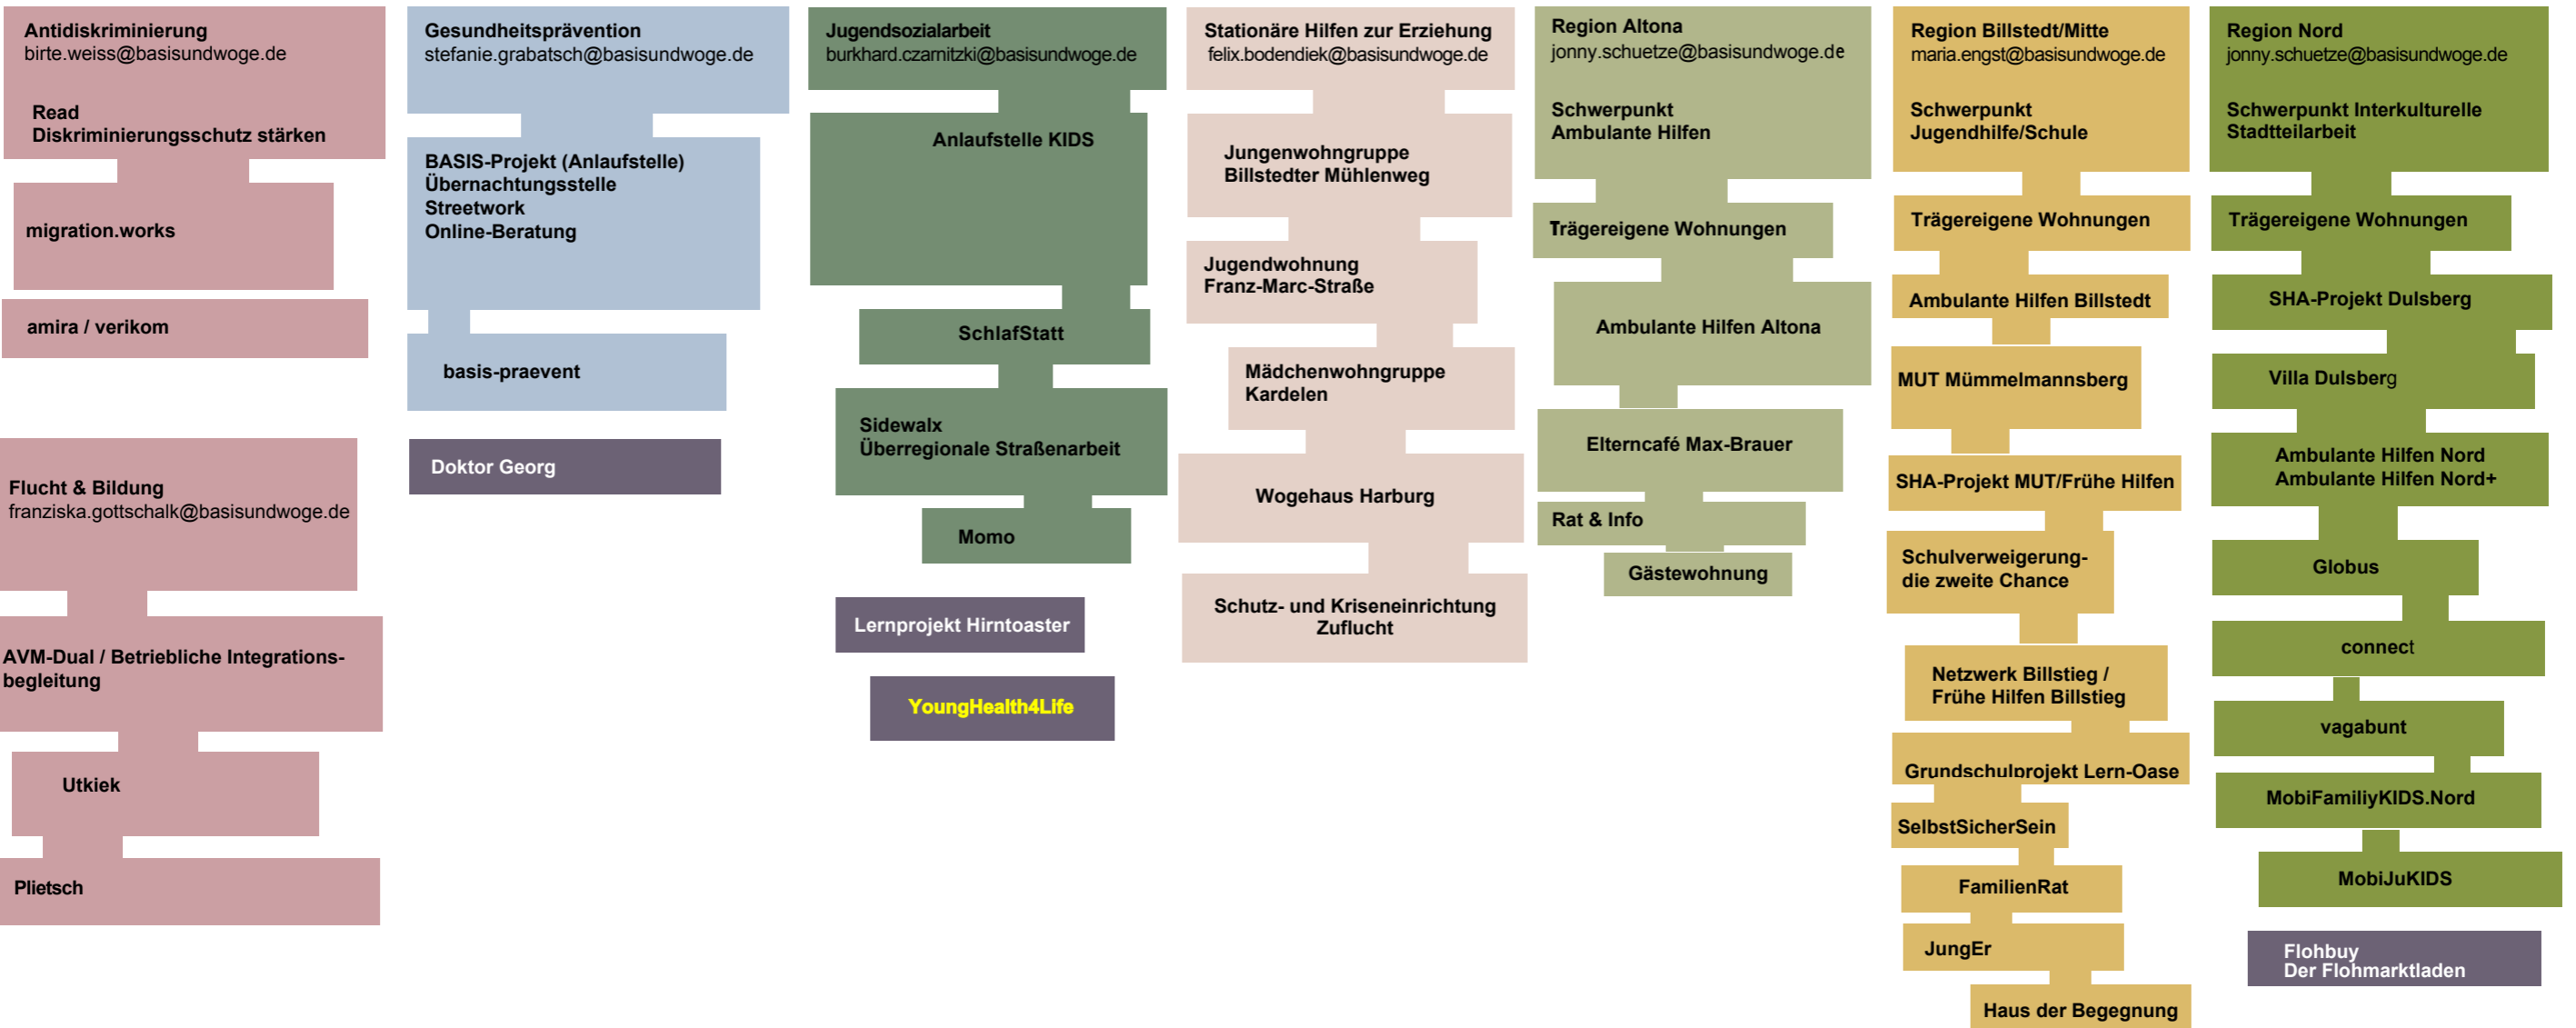 Antidiskriminierung
birte.weiss@basisundwoge.de
Read
Diskriminierungsschutz stärken
migration.works
amira / verikom
Flucht & Bildung
franziska.gottschalk@basisundwoge.de
AVM-Dual / Betriebliche Integrations-
begleitung
Utkiek
Plietsch
Gesundheitsprävention
stefanie.grabatsch@basisundwoge.de
BASIS-Projekt (Anlaufstelle)
Übernachtungsstelle
Streetwork
Online-Beratung
basis-praevent
Doktor Georg
Jugendsozialarbeit
burkhard.czarnitzki@basisundwoge.de
Anlaufstelle KIDS
SchlafStatt
Sidewalx
Überregionale Straßenarbeit
Momo
Lernprojekt Hirntoaster
YoungHealth4Life
Stationäre Hilfen zur Erziehung
felix.bodendiek@basisundwoge.de
Jungenwohngruppe
Billstedter Mühlenweg
Jugendwohnung
Franz-Marc-Straße
Mädchenwohngruppe
Kardelen
Wogehaus Harburg
Schutz- und Kriseneinrichtung
Zuflucht
Region Altona
jonny.schuetze@basisundwoge.de
Schwerpunkt
Ambulante Hilfen
Trägereigene Wohnungen
Ambulante Hilfen Altona
Elterncafé Max-Brauer
Rat & Info
Gästewohnung
Region Billstedt/Mitte
maria.engst@basisundwoge.de
Schwerpunkt
Jugendhilfe/Schule
Trägereigene Wohnungen
Ambulante Hilfen Billstedt
MUT Mümmelmannsberg
SHA-Projekt MUT/Frühe Hilfen
Schulverweigerung-
die zweite Chance
Netzwerk Billstieg /
Frühe Hilfen Billstieg
Grundschulprojekt Lern-Oase
SelbstSicherSein
FamilienRat
JungEr
Haus der Begegnung
Region Nord
jonny.schuetze@basisundwoge.de
Schwerpunkt Interkulturelle
Stadtteilarbeit
Trägereigene Wohnungen
SHA-Projekt Dulsberg
Villa Dulsberg
Ambulante Hilfen Nord
Ambulante Hilfen Nord+
Globus
connect
vagabunt
MobiFamiliyKIDS.Nord
MobiJuKIDS
Flohbuy
Der Flohmarktladen